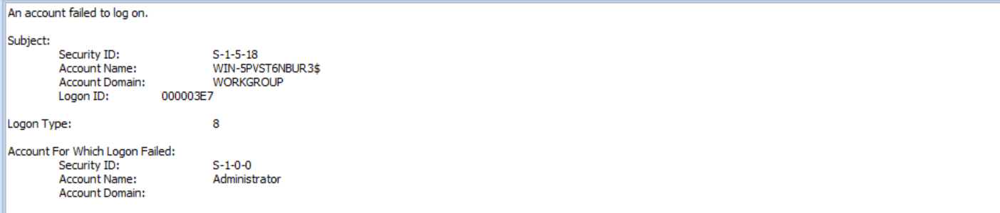 An account failed to log on.
Subject:
Security ID: S-1-5-18
Account Name: WIN-5PVST6NBUR3$
Account Domain: WORKGROUP
Logon ID: 000003E7
Logon Type: 8
Account For Which Logon Failed:
Security ID: S-1-0-0
Account Name: Administrator
Account Domain: